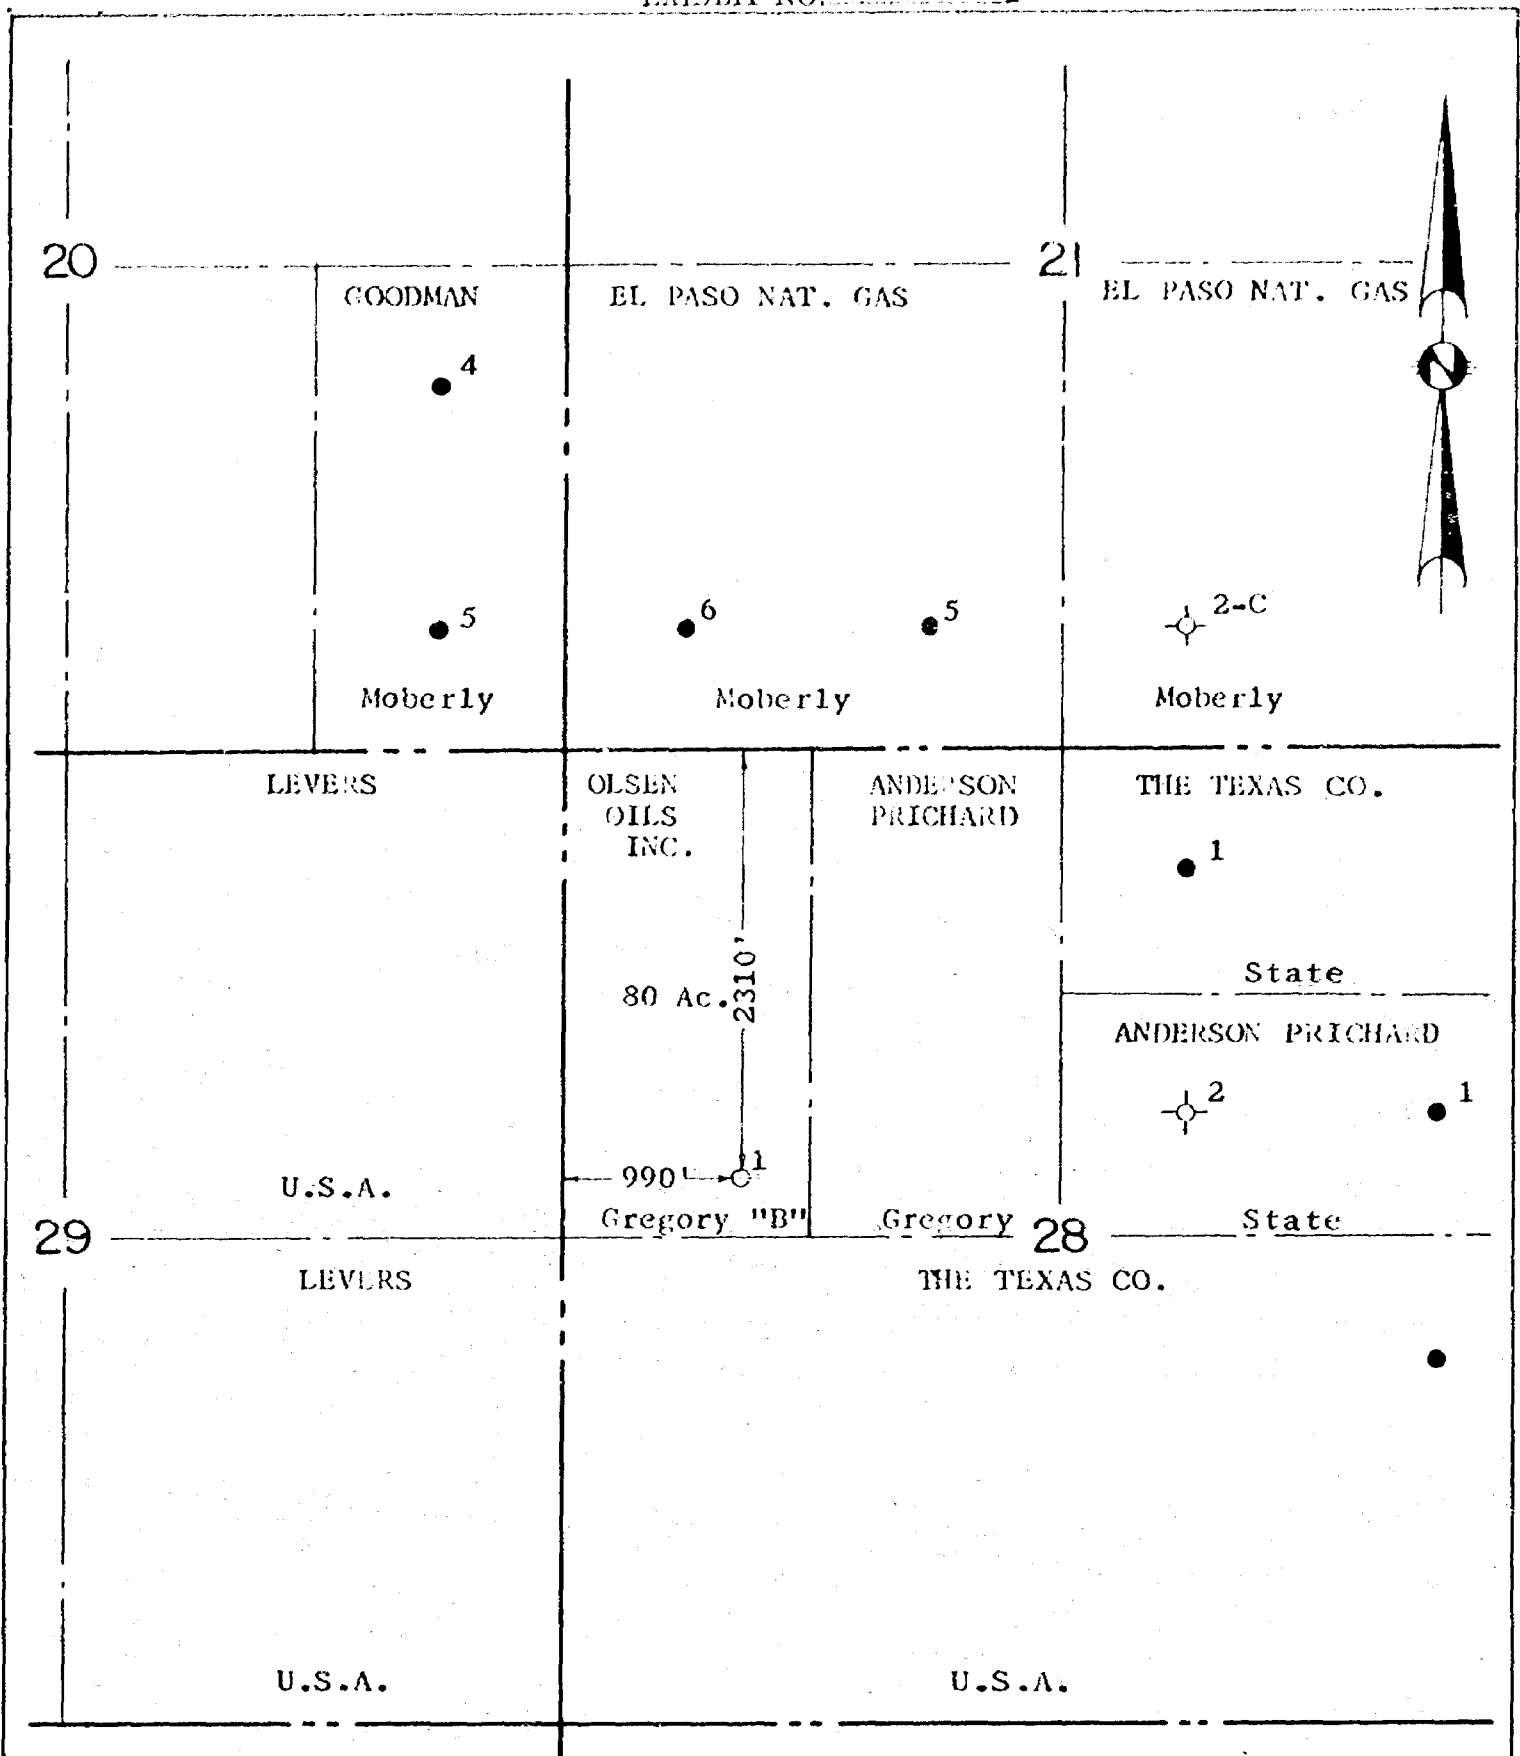 20
21
GOODMAN
EL PASO NAT. GAS
EL PASO NAT. GAS
4
N
5
6
5
2-C
Moberly
Moberly
Moberly
LEVERS
OLSEN
OILS
INC.
ANDERSON
PRICHARD
THE TEXAS CO.
1
80 Ac.
2310'
State
ANDERSON PRICHARD
2
1
990'
1
U.S.A.
Gregory "B"
Gregory
State
29
28
LEVERS
THE TEXAS CO.
U.S.A.
U.S.A.